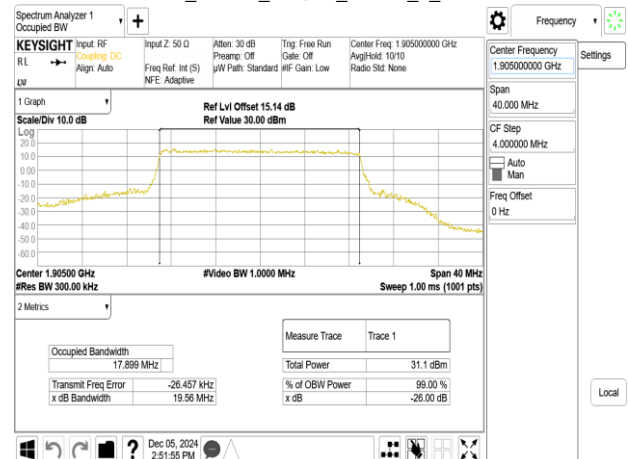 Spectrum Analyzer 1
Occupied BW
Frequency
KEYSIGHT
Input: RF
Input Z: 50 Ω
Atten: 30 dB
Trig: Free Run
Center Freq: 1.905000000 GHz
RL
Coupling: DC
Preamp: Off
Gate: Off
Avg|Hold: 10/10
Align: Auto
Freq Ref: Int (S)
µW Path: Standard
#IF Gain: Low
Radio Std: None
NFE: Adaptive
Center Frequency
1.905000000 GHz
Settings
Span
40.000 MHz
CF Step
4.000000 MHz
Auto
Man
Freq Offset
0 Hz
1 Graph
Ref Lvl Offset 15.14 dB
Scale/Div 10.0 dB
Ref Value 30.00 dBm
Log
20.0
10.0
0.00
-10.0
-20.0
-30.0
-40.0
-50.0
-60.0
Center 1.90500 GHz
#Video BW 1.0000 MHz
Span 40 MHz
#Res BW 300.00 kHz
Sweep 1.00 ms (1001 pts)
2 Metrics
Measure Trace
Trace 1
Occupied Bandwidth
17.899 MHz
Total Power
31.1 dBm
Transmit Freq Error
-26.457 kHz
% of OBW Power
99.00 %
x dB Bandwidth
19.56 MHz
x dB
-26.00 dB
Local
?
Dec 05, 2024
2:51:55 PM